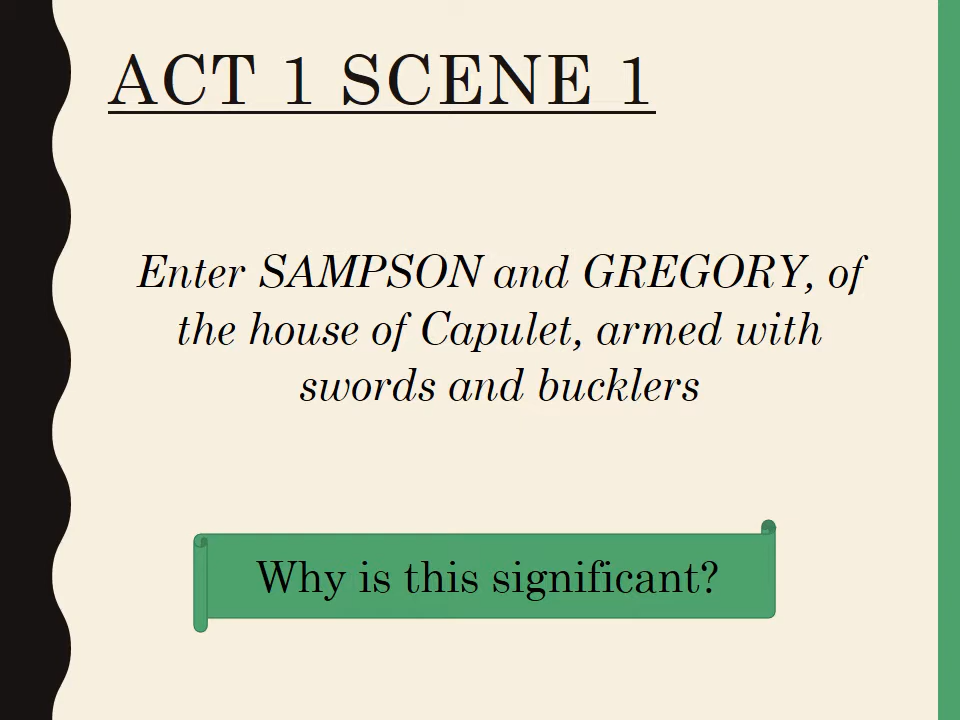 ACT 1 SCENE 1
Enter SAMPSON and GREGORY, of
the house of Capulet, armed with
swords and bucklers
Why is this significant?